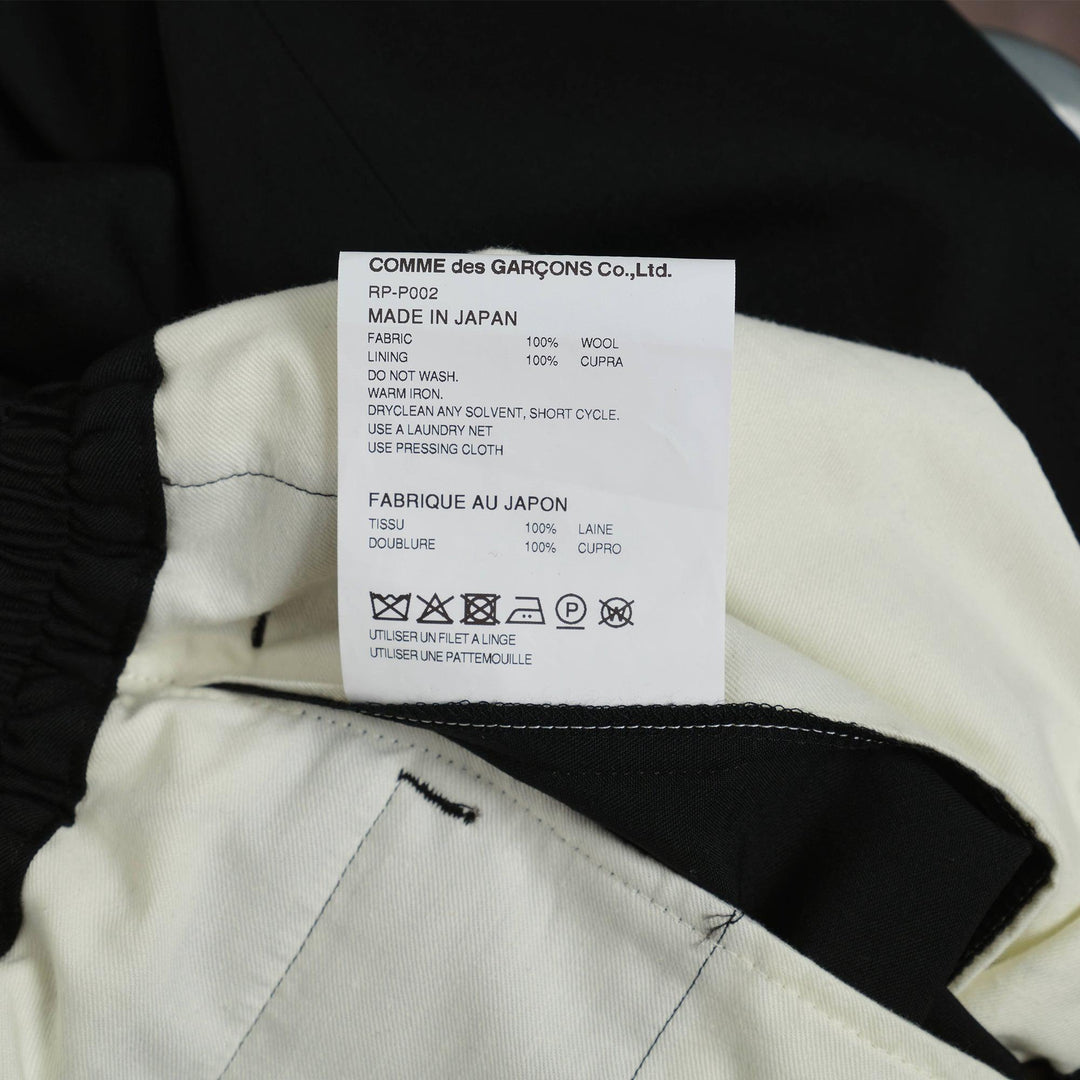 COMME des GARÇONS Co.,Ltd.
RP-P002
MADE IN JAPAN
FABRIC 100% WOOL
LINING 100% CUPRA
DO NOT WASH.
WARM IRON.
DRYCLEAN ANY SOLVENT, SHORT CYCLE.
USE A LAUNDRY NET
USE PRESSING CLOTH
FABRIQUE AU JAPON
TISSU 100% LAINE
DOUBLURE 100% CUPRO
P W
UTILISER UN FILET A LINGE
UTILISER UNE PATTEMOUILLE